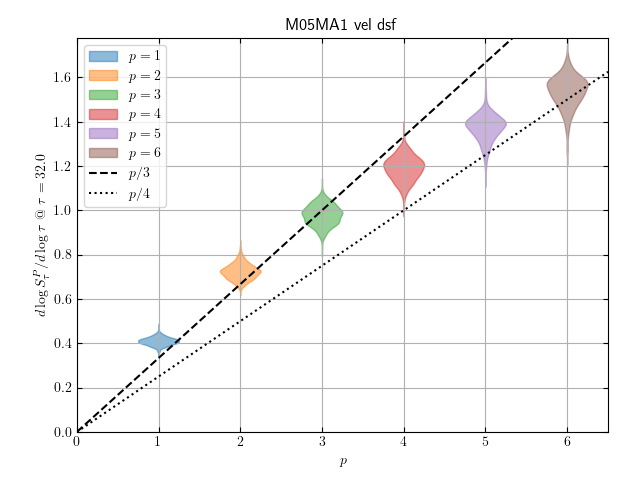 M05MA1 vel dsf
p = 1
p = 2
p = 3
p = 4
p = 5
p = 6
p/3
p/4
d log S_τ^P / d log τ @ τ = 32.0
1.6
1.4
1.2
1.0
0.8
0.6
0.4
0.2
0.0
0 1 2 3 4 5 6
p